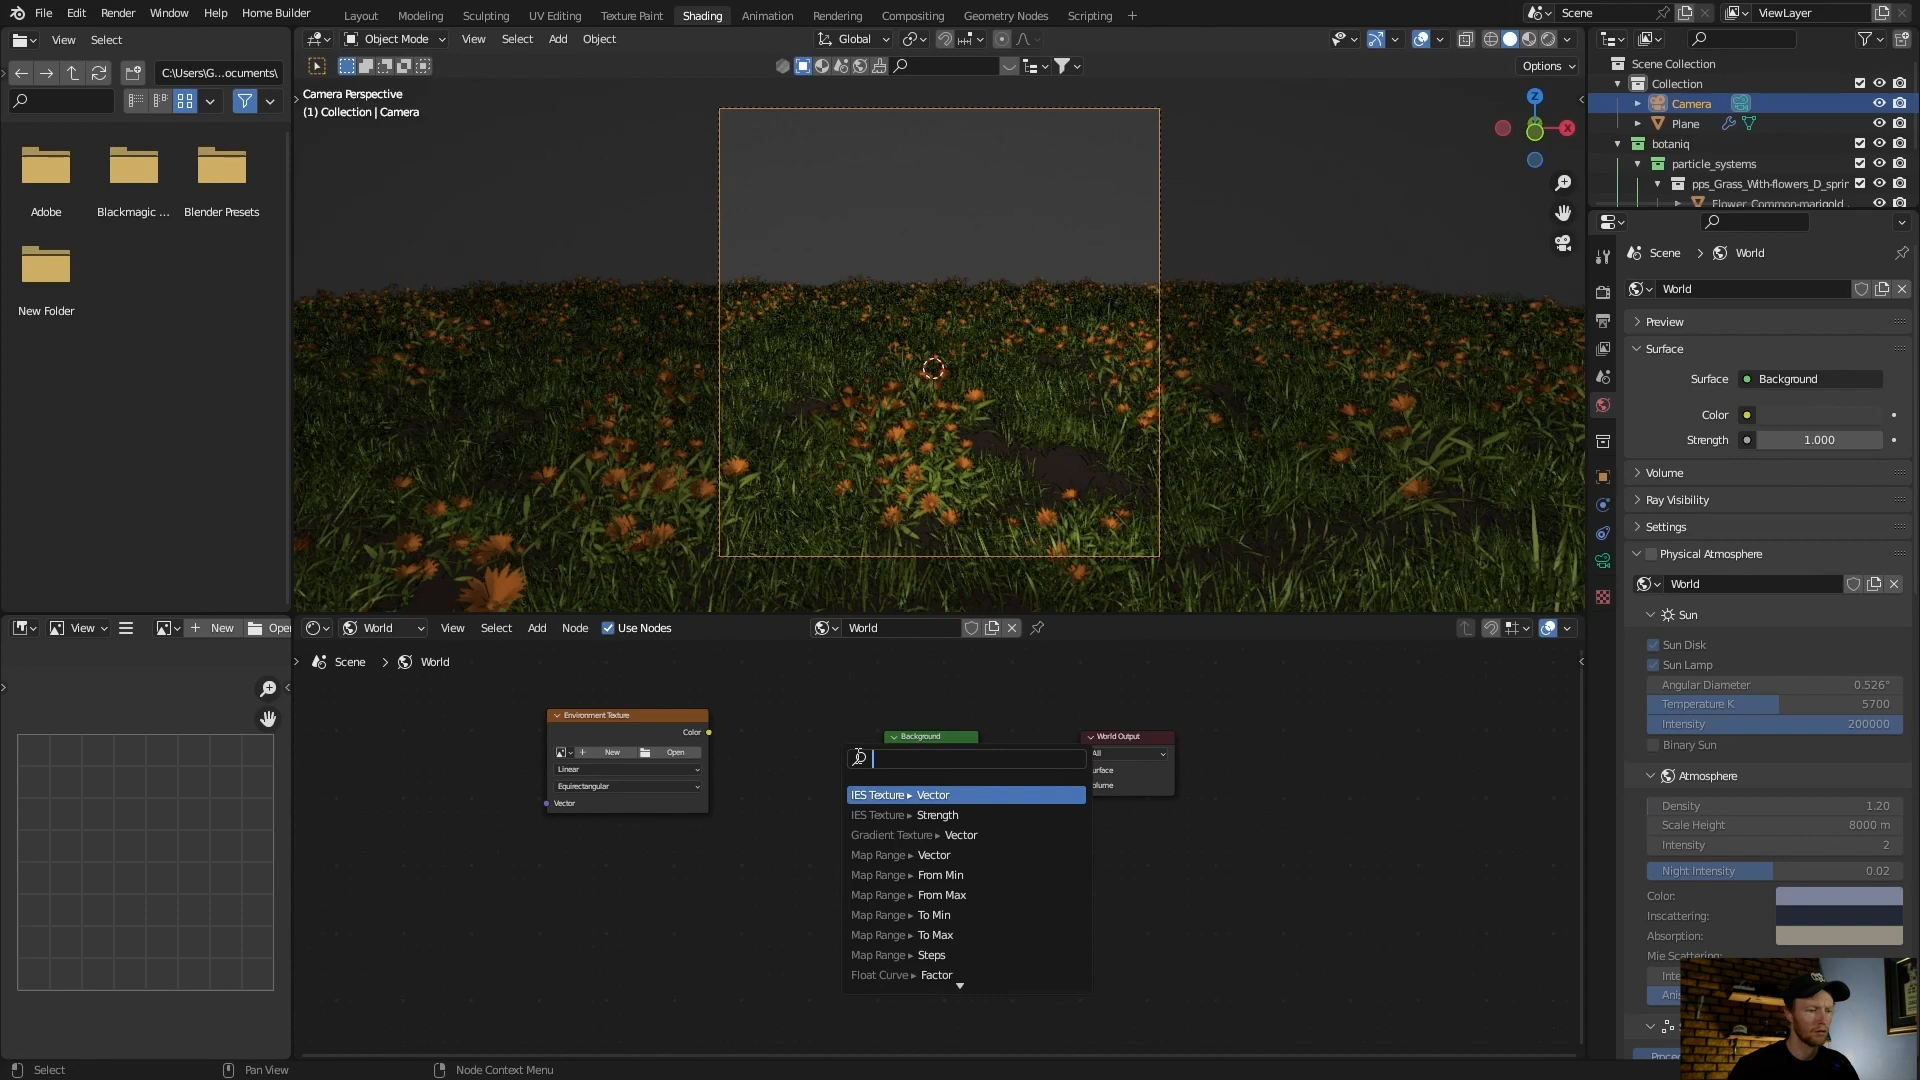 File Edit Render Window Help Home Builder
Layout Modeling Sculpting UV Editing Texture Paint Shading Animation Rendering Compositing Geometry Nodes Scripting +
Scene
ViewLayer
View Select
C:\Users\G...ocuments\
Adobe
Blackmagic ...
Blender Presets
New Folder
Object Mode View Select Add Object
Global
Options
Camera Perspective
(1) Collection | Camera
Z
X
Scene Collection
Collection
Camera
Plane
botaniq
particle_systems
pps_Grass_With-flowers_D_sprin
Flower_Common-marigold
Scene > World
World
Preview
Surface
Surface Background
Color
Strength 1.000
Volume
Ray Visibility
Settings
Physical Atmosphere
World
Sun
Sun Disk
Sun Lamp
Angular Diameter 0.526°
Temperature K 5700
Intensity 200000
Binary Sun
Atmosphere
Density 1.20
Scale Height 8000 m
Intensity 2
Night Intensity 0.02
Color:
Inscattering:
Absorption:
Mie Scattering:
Inte
Anis
Proce
View
+ New Open
World View Select Add Node Use Nodes
World
Scene > World
Environment Texture
Color
+ New Open
Linear
Equirectangular
Vector
Background
World Output
All
urface
olume
IES Texture ▸ Vector
IES Texture ▸ Strength
Gradient Texture ▸ Vector
Map Range ▸ Vector
Map Range ▸ From Min
Map Range ▸ From Max
Map Range ▸ To Min
Map Range ▸ To Max
Map Range ▸ Steps
Float Curve ▸ Factor
Select
Pan View
Node Context Menu